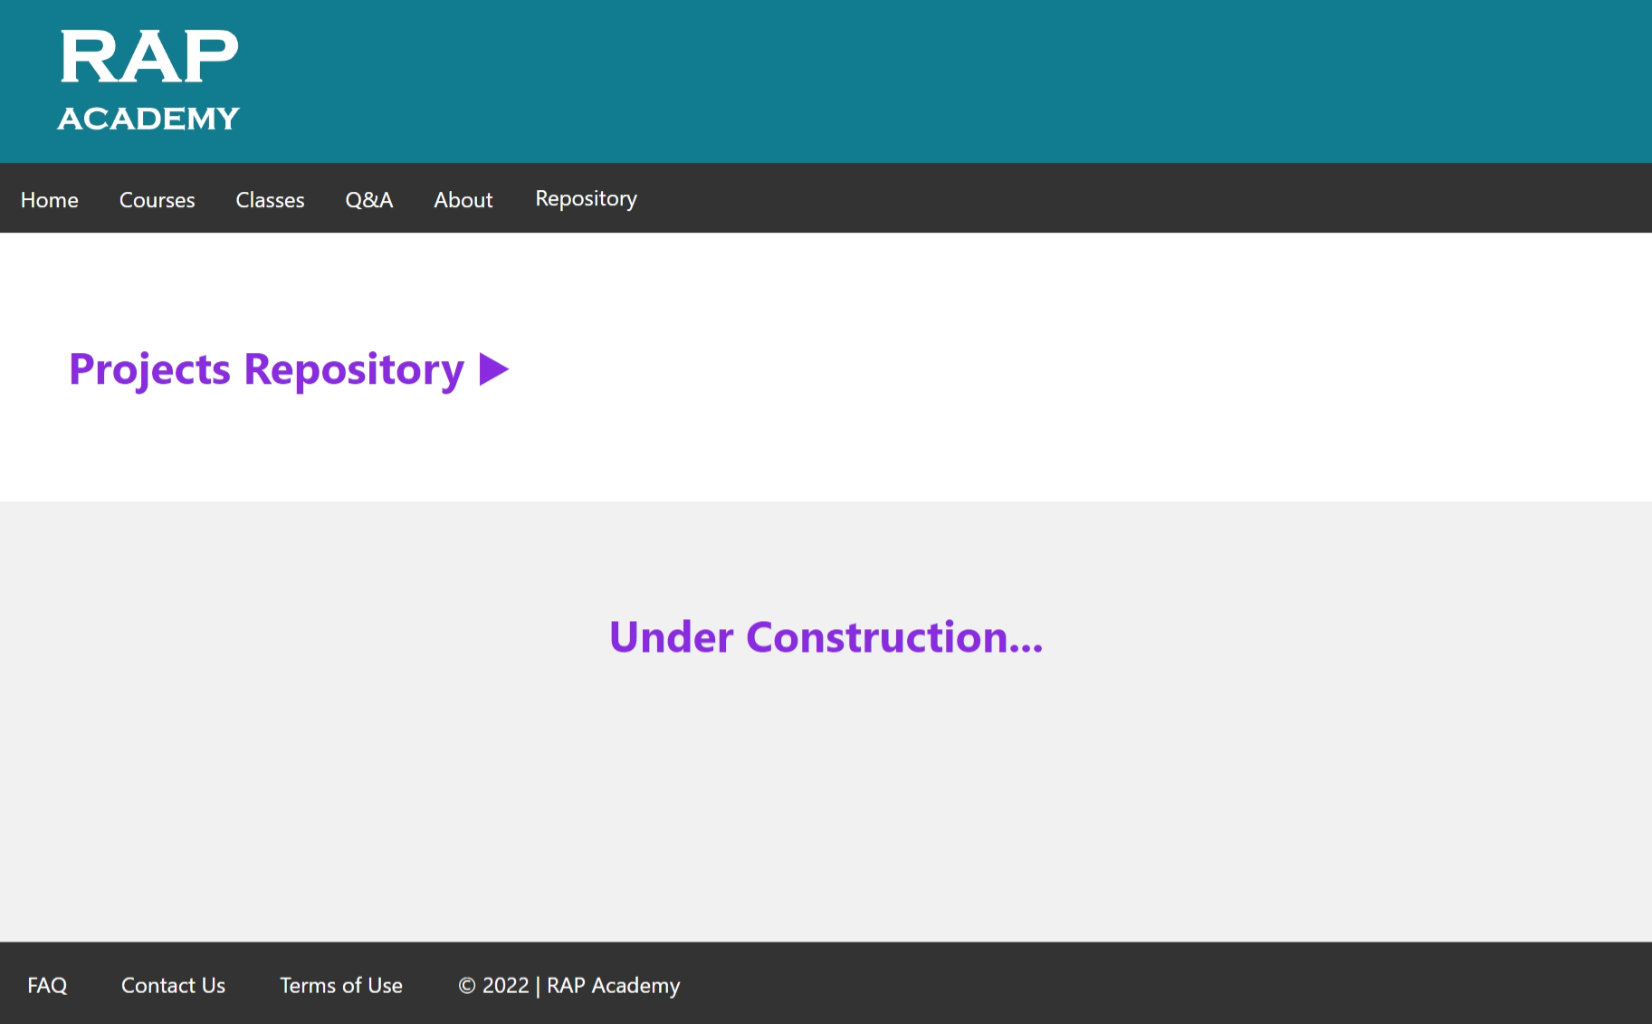 RAP
ACADEMY
Home Courses Classes Q&A About Repository
Projects Repository ▶
Under Construction...
FAQ Contact Us Terms of Use © 2022 | RAP Academy